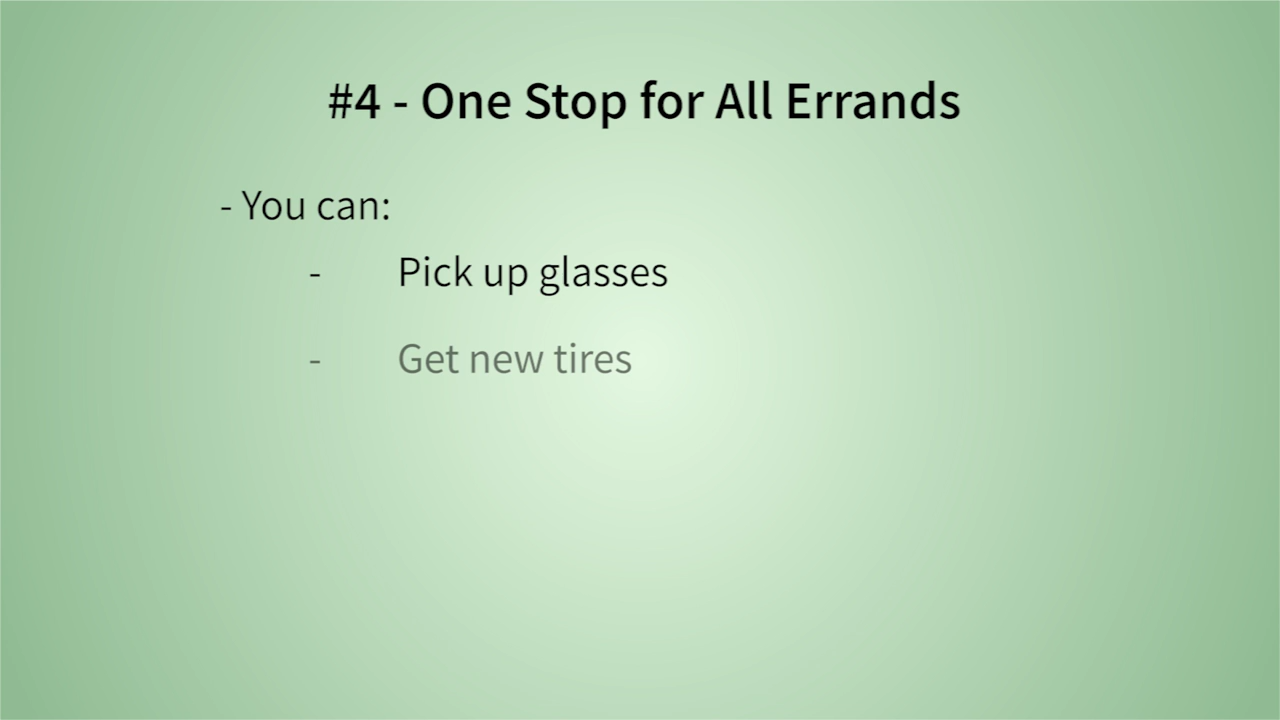 #4 - One Stop for All Errands
- You can:
- Pick up glasses
- Get new tires